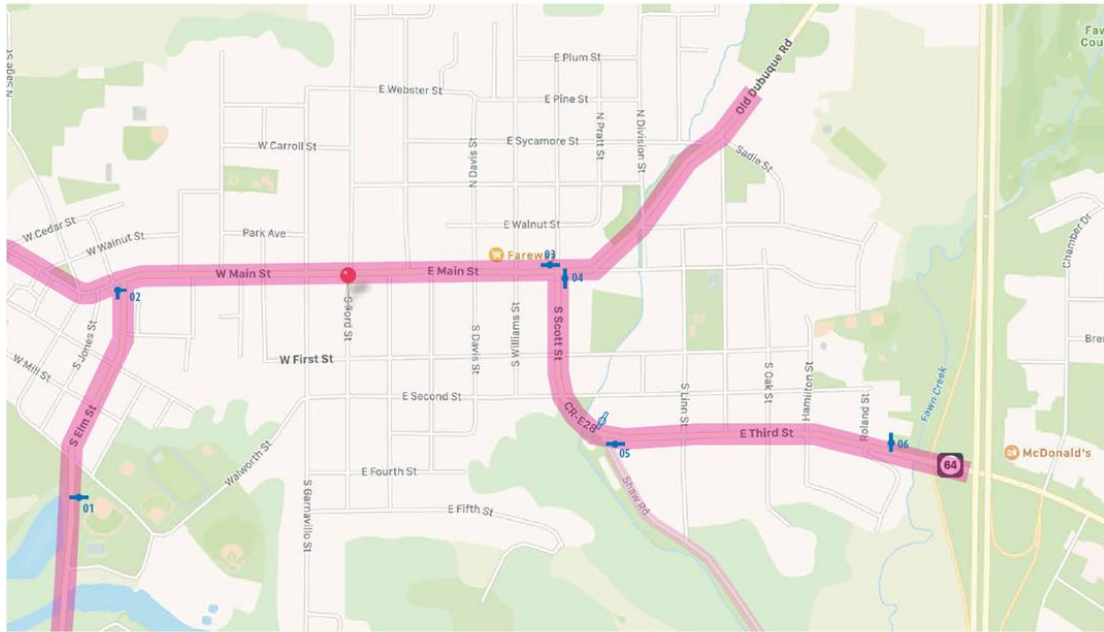 N Sagest
E Plum St
Old Dubuque Rd
Faw
Cou
E Webster St
E Pine St
N Pratt St
N Division St
N Davis St
E Sycamore St
W Carroll St
Sadie St
W Cedar St
W Walnut St
Park Ave
E Walnut St
Chamber Dr
Farew
03
W Main St
E Main St
04
02
S Jones St
S Ford St
S Williams St
S Scott St
S Davis St
W First St
Bre
W Mill St
S Oak St
Hamilton St
S Linn St
Fawn Creek
E Second St
CR-E28
Roland St
S Elm St
E Third St
06
05
Walworth St
64
McDonald's
E Fourth St
S Garnavillo St
Shaw Rd
01
E Fifth St